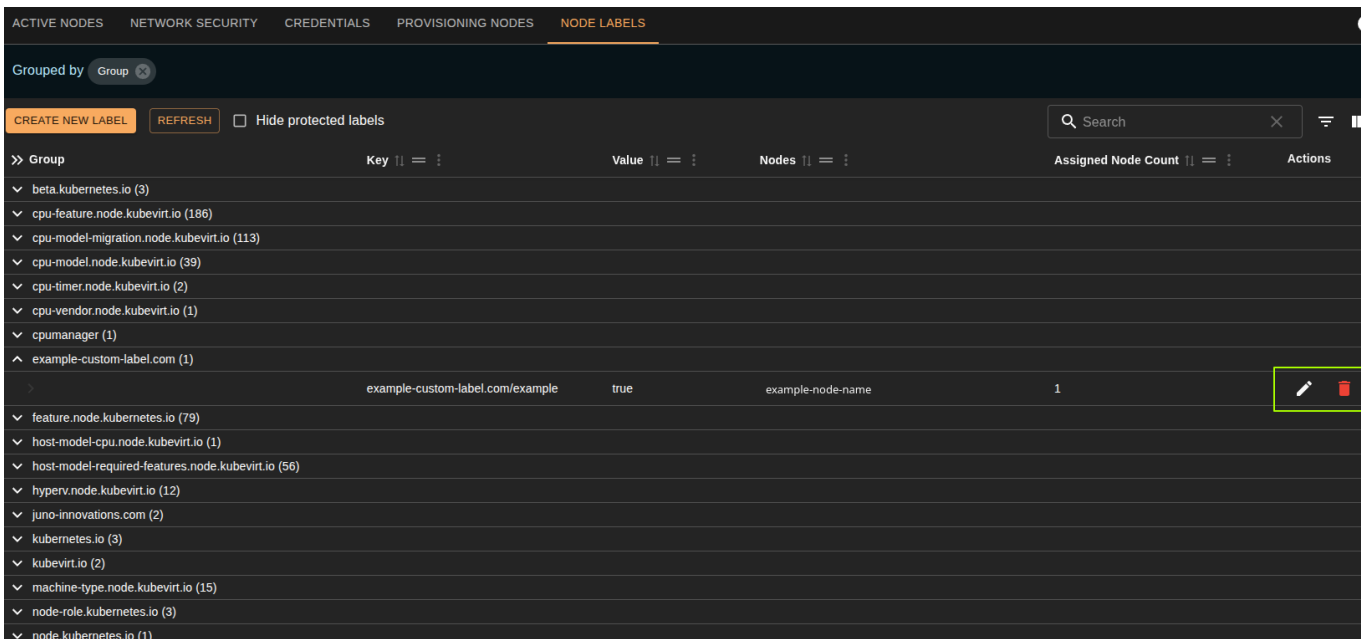 ACTIVE NODES NETWORK SECURITY CREDENTIALS PROVISIONING NODES NODE LABELS
Grouped by Group
CREATE NEW LABEL REFRESH Hide protected labels Search
Group Key Value Nodes Assigned Node Count Actions
beta.kubernetes.io (3)
cpu-feature.node.kubevirt.io (186)
cpu-model-migration.node.kubevirt.io (113)
cpu-model.node.kubevirt.io (39)
cpu-timer.node.kubevirt.io (2)
cpu-vendor.node.kubevirt.io (1)
cpumanager (1)
example-custom-label.com (1)
example-custom-label.com/example true example-node-name 1
feature.node.kubernetes.io (79)
host-model-cpu.node.kubevirt.io (1)
host-model-required-features.node.kubevirt.io (56)
hyperv.node.kubevirt.io (12)
juno-innovations.com (2)
kubernetes.io (3)
kubevirt.io (2)
machine-type.node.kubevirt.io (15)
node-role.kubernetes.io (3)
node.kubernetes.io (1)